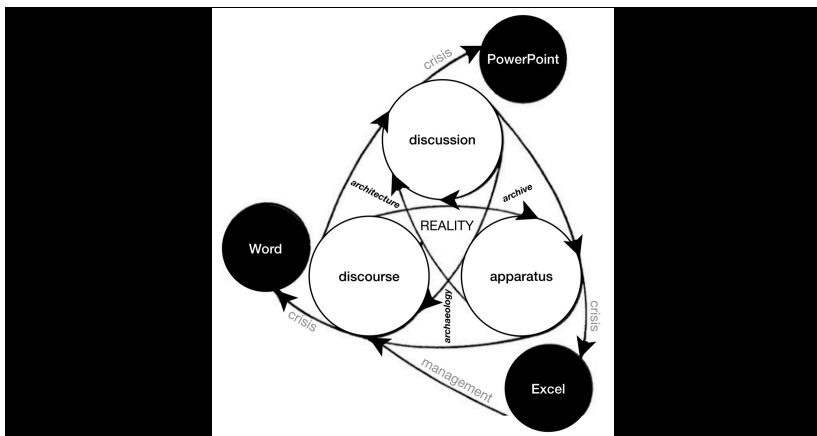 crisis
PowerPoint
discussion
architecture
archive
REALITY
Word
discourse
apparatus
archaeology
crisis
crisis
management
Excel